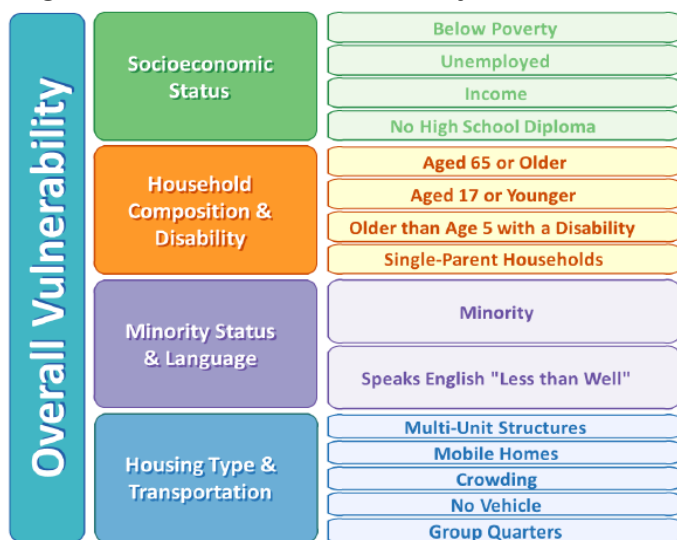 Overall Vulnerability
Socioeconomic
Status
Below Poverty
Unemployed
Income
No High School Diploma
Household
Composition &
Disability
Aged 65 or Older
Aged 17 or Younger
Older than Age 5 with a Disability
Single-Parent Households
Minority Status
& Language
Minority
Speaks English "Less than Well"
Housing Type &
Transportation
Multi-Unit Structures
Mobile Homes
Crowding
No Vehicle
Group Quarters